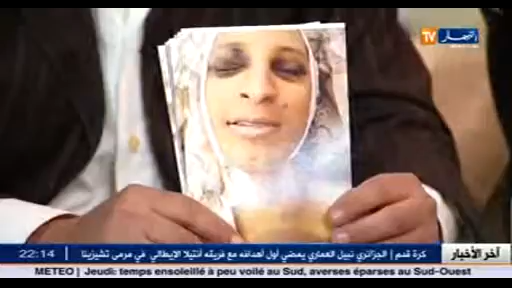 النهار TV
كرة قدم | الجزائري نبيل العماري يمضي أول أهدافه مع فريقه أنتيلا الإيطالي في مرمى تشيزينا
آخر الأخبار
22:14
METEO | Jeudi: temps ensoleillé à peu voilé au Sud, averses éparses au Sud-Ouest